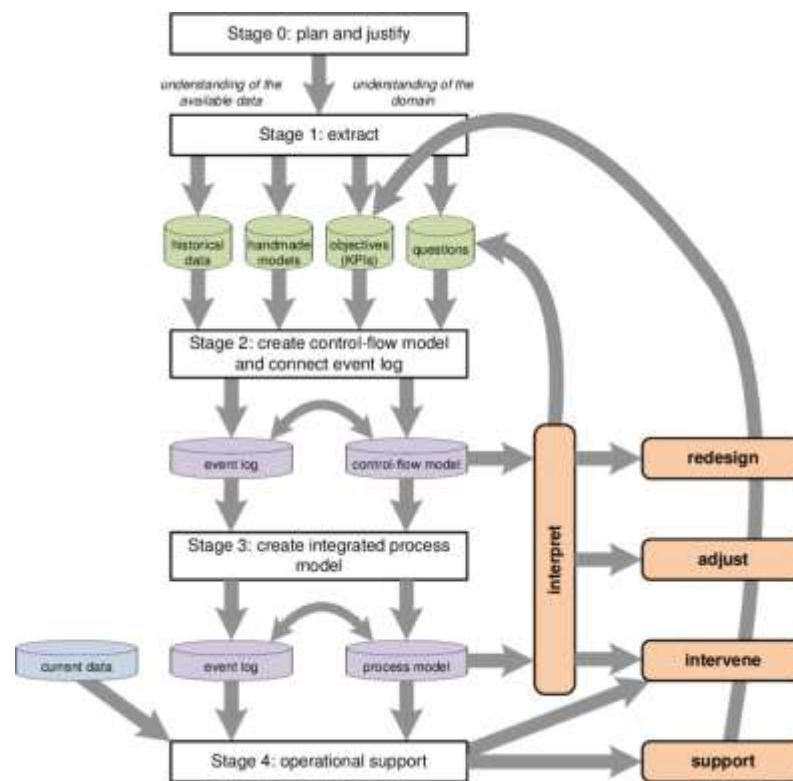 Stage 0: plan and justify
understanding of the
available data
understanding of the
domain
Stage 1: extract
historical
data
handmade
models
objectives
(KPIs)
questions
Stage 2: create control-flow model
and connect event log
event log
control-flow model
redesign
interpret
Stage 3: create integrated process
model
adjust
current data
event log
process model
intervene
Stage 4: operational support
support